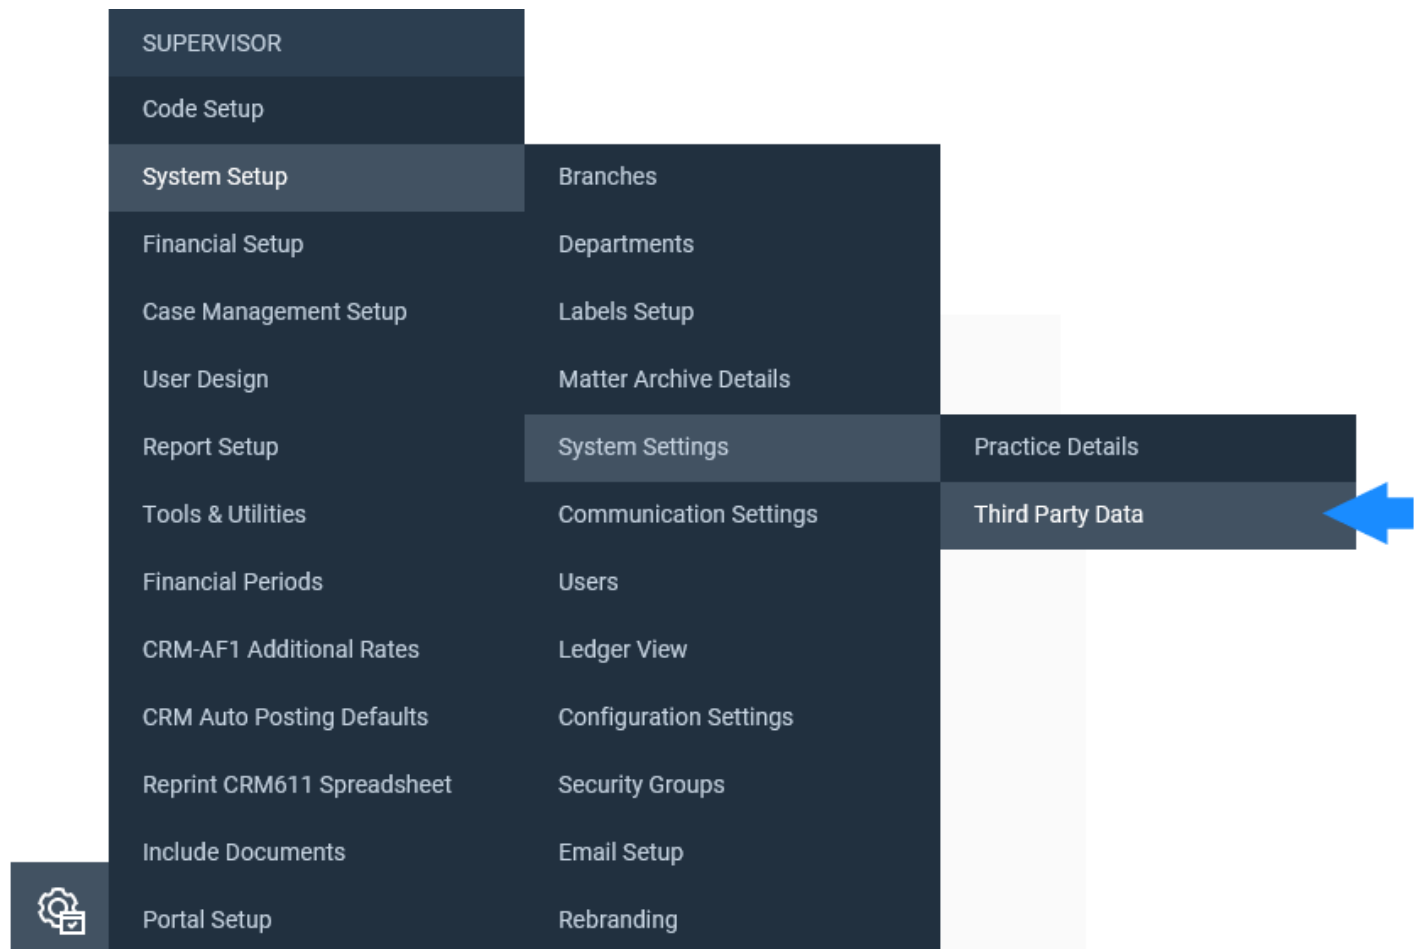 SUPERVISOR
Code Setup
System Setup
Financial Setup
Case Management Setup
User Design
Report Setup
Tools & Utilities
Financial Periods
CRM-AF1 Additional Rates
CRM Auto Posting Defaults
Reprint CRM611 Spreadsheet
Include Documents
Portal Setup
Branches
Departments
Labels Setup
Matter Archive Details
System Settings
Communication Settings
Users
Ledger View
Configuration Settings
Security Groups
Email Setup
Rebranding
Practice Details
Third Party Data